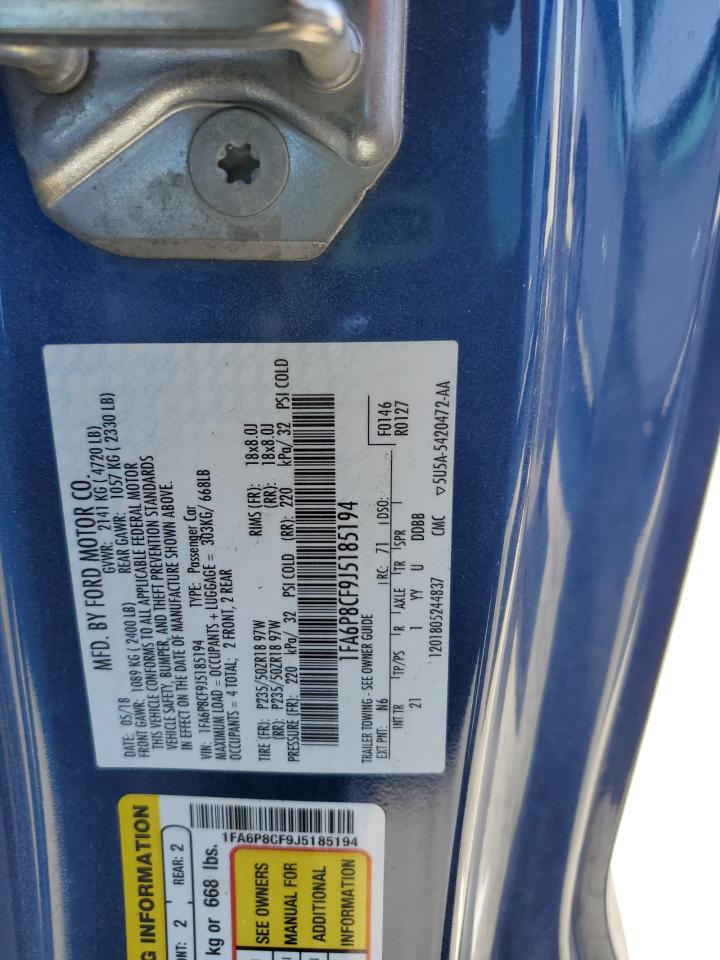 MFD. BY FORD MOTOR CO.
DATE: 05/18 GVWR: 2141 KG ( 4720 LB)
FRONT GAWR: 1089 KG ( 2400 LB) REAR GAWR: 1057 KG ( 2330 LB)
THIS VEHICLE CONFORMS TO ALL APPLICABLE FEDERAL MOTOR
VEHICLE SAFETY, BUMPER, AND THEFT PREVENTION STANDARDS
IN EFFECT ON THE DATE OF MANUFACTURE SHOWN ABOVE.
VIN: 1FA6P8CF9J5185194 TYPE: Passenger Car
MAXIMUM LOAD = OCCUPANTS + LUGGAGE = 303KG/ 668LB
OCCUPANTS = 4 TOTAL; 2 FRONT, 2 REAR
TIRE (FR): P235/50ZR18 97W RIMS (FR): 18x8.0J
(RR): P235/50ZR18 97W (RR): 18x8.0J
PRESSURE (FR): 220 kPa/ 32 PSI COLD (RR): 220 kPa/ 32 PSI COLD
1FA6P8CF9J5185194
TRAILER TOWING - SEE OWNER GUIDE
F0146
R0127
EXT PNT: N6 RC: 71 DSO:
INT TR TP/PS R AXLE TR SPR
21 1 YY U DDBB
1201805244837 CMC ▽5U5A-5420472-AA
G INFORMATION
NT: 2 REAR: 2
kg or 668 lbs.
1FA6P8CF9J5185194
SEE OWNERS
MANUAL FOR
ADDITIONAL
INFORMATION